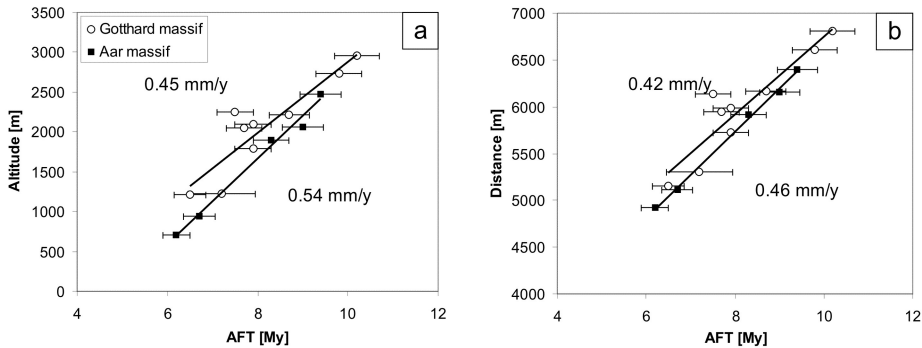 Gotthard massif
Aar massif
a
0.45 mm/y
0.54 mm/y
Altitude [m]
3500
3000
2500
2000
1500
1000
500
0
4
6
8
10
12
AFT [My]
b
0.42 mm/y
0.46 mm/y
Distance [m]
7000
6500
6000
5500
5000
4500
4000
4
6
8
10
12
AFT [My]